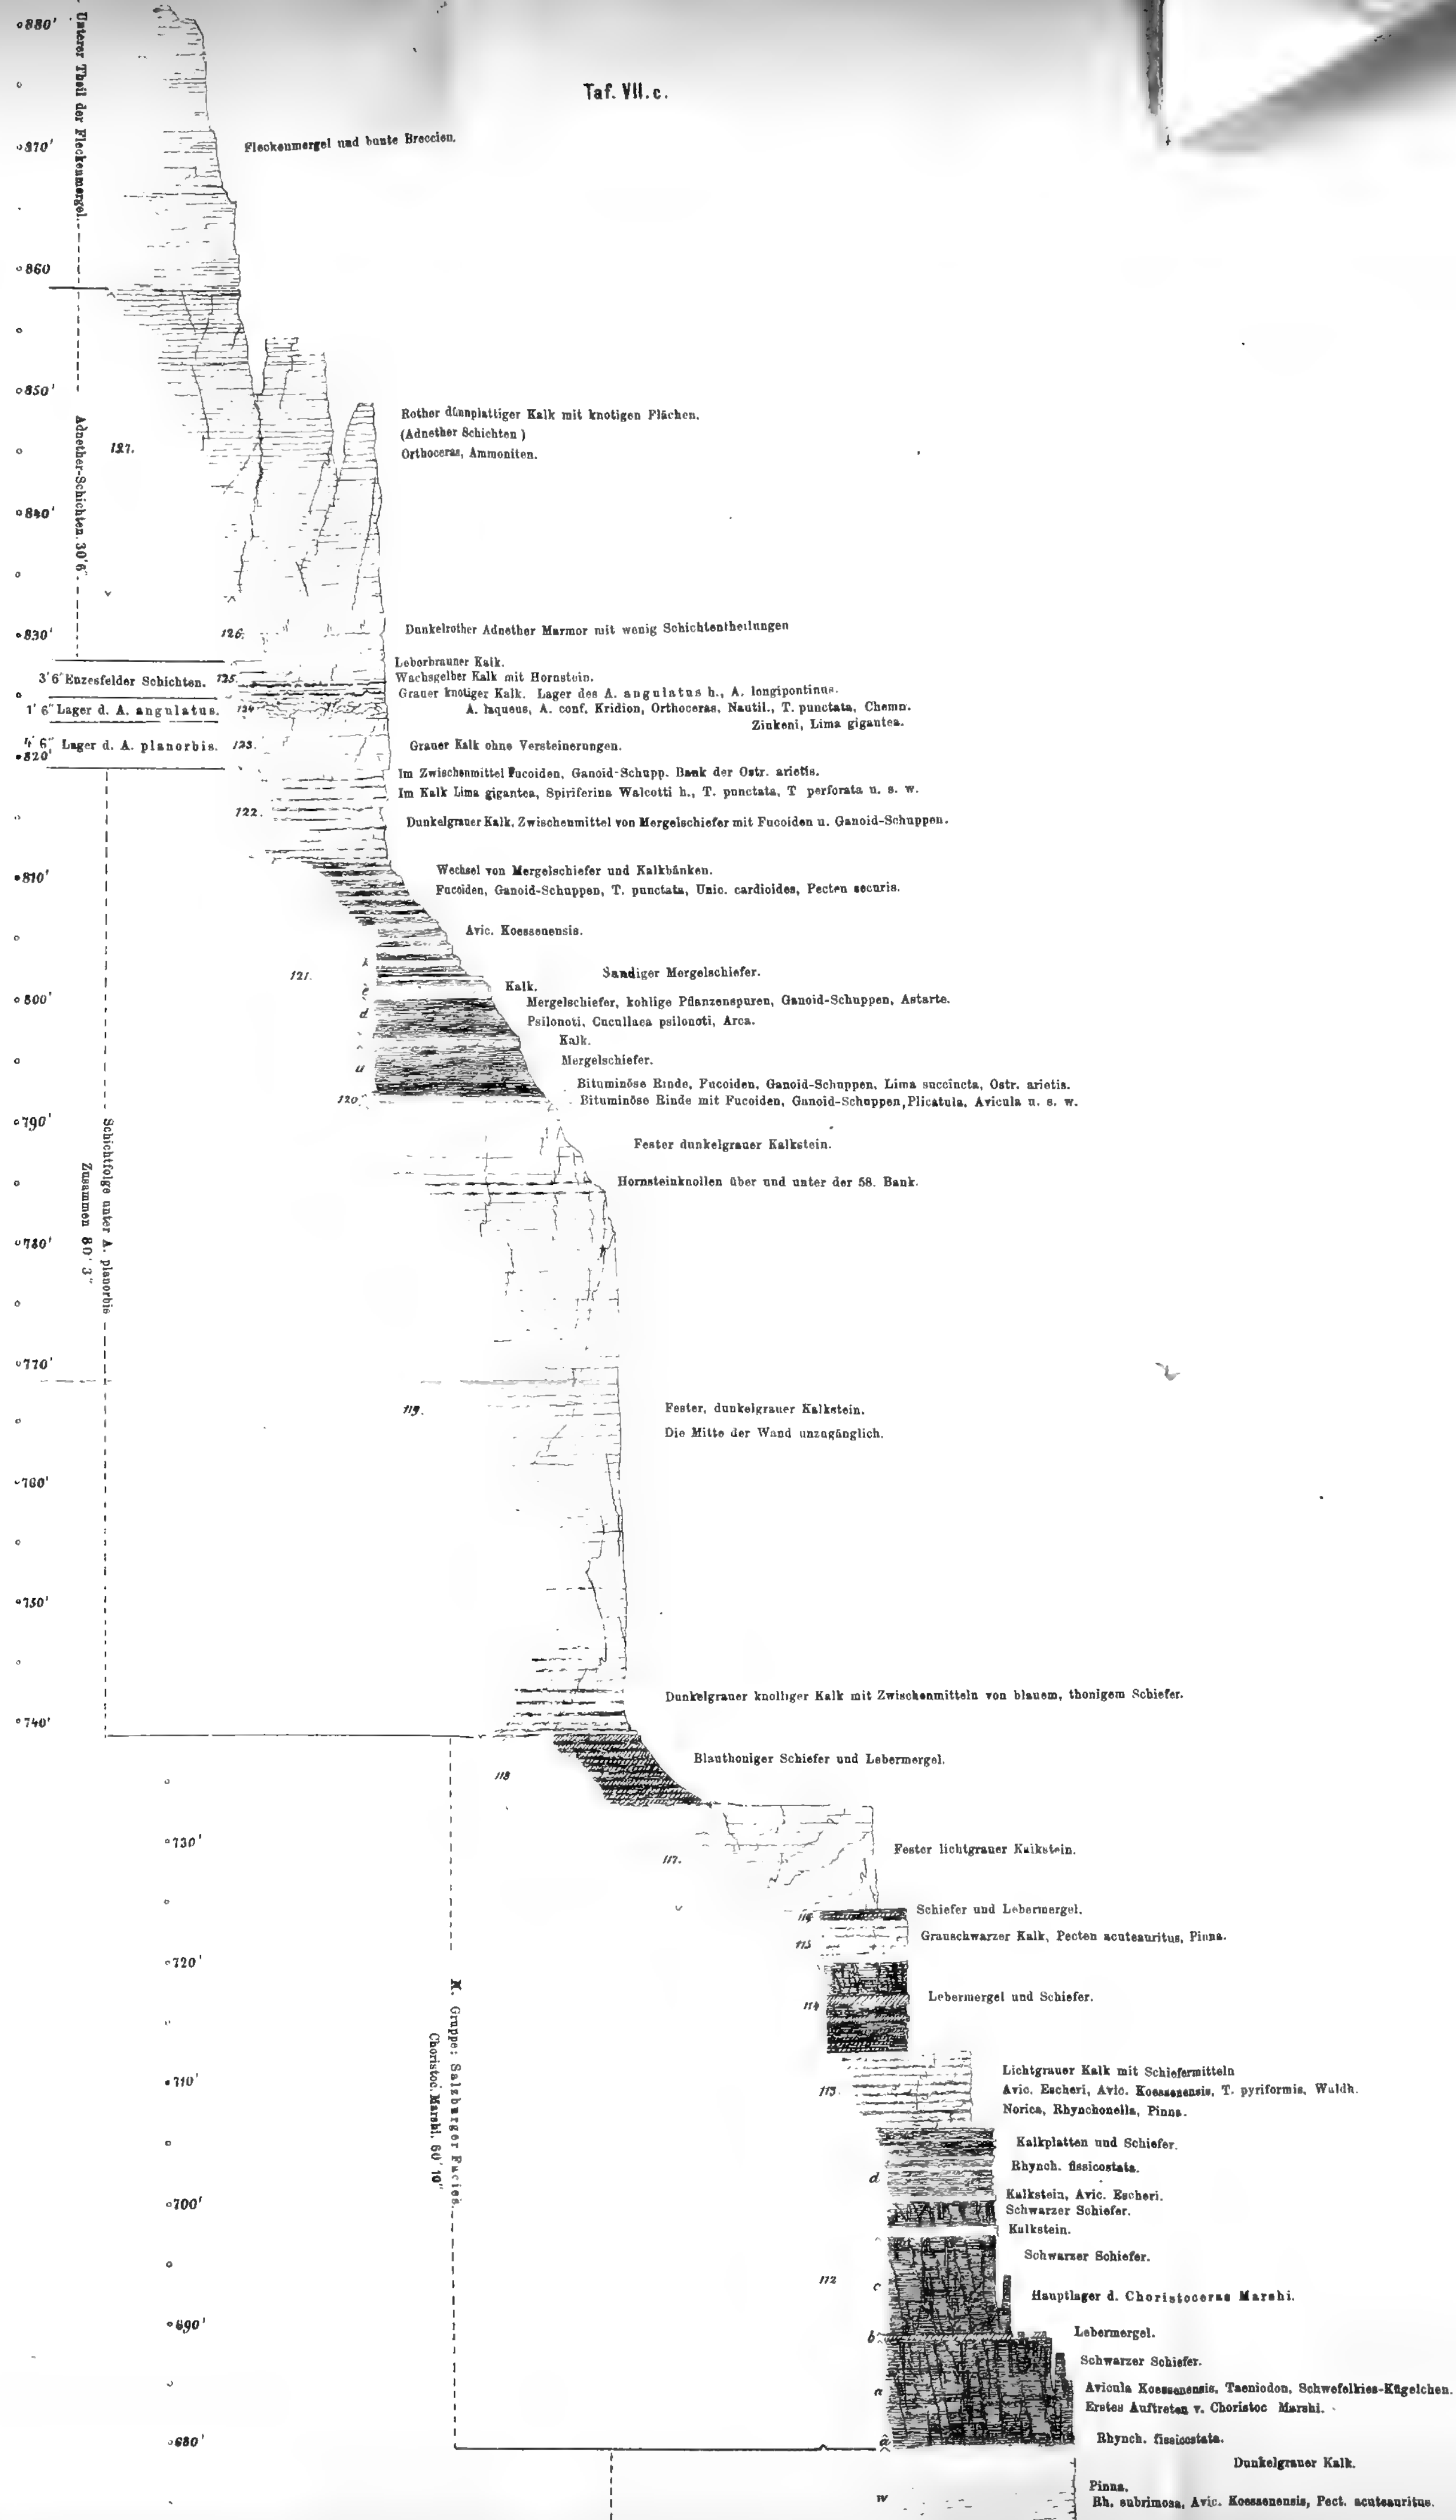 Taf. VII.c.
880'
Unterer Theil der Fleckenmergel.
870'
Fleckenmergel und bunte Breccien.
860
850'
Rother dünnplattiger Kalk mit knotigen Flächen.
(Adnether Schichten)
127.
Orthoceras, Ammoniten.
Adnether-Schichten. 30'6"
840'
830'
126.
Dunkelrother Adnether Marmor mit wenig Schichtentheilungen
Leberbrauner Kalk.
3'6" Enzesfelder Schichten. 125.
Wachsgelber Kalk mit Hornstein.
Grauer knotiger Kalk. Lager des A. angulatus h., A. longipontinus.
1' 6" Lager d. A. angulatus. 124
A. laqueus, A. conf. Kridion, Orthoceras, Nautil., T. punctata, Chemn.
Zinkeni, Lima gigantea.
4' 6" Lager d. A. planorbis. 123.
Grauer Kalk ohne Versteinerungen.
820'
Im Zwischenmittel Fucoiden, Ganoid-Schupp. Bank der Ostr. arietis.
Im Kalk Lima gigantea, Spiriferina Walcotti h., T. punctata, T perforata u. s. w.
122.
Dunkelgrauer Kalk, Zwischenmittel von Mergelschiefer mit Fucoiden u. Ganoid-Schuppen.
810'
Wechsel von Mergelschiefer und Kalkbänken.
Fucoiden, Ganoid-Schuppen, T. punctata, Unic. cardioides, Pecten securis.
Avic. Koessenensis.
121.
Sandiger Mergelschiefer.
e
Kalk.
800'
Mergelschiefer, kohlige Pflanzenspuren, Ganoid-Schuppen, Astarte.
d
Psilonoti, Cucullaea psilonoti, Arca.
Kalk.
Mergelschiefer.
Bituminöse Rinde, Fucoiden, Ganoid-Schuppen, Lima succincta, Ostr. arietis.
120.
Bituminöse Rinde mit Fucoiden, Ganoid-Schuppen, Plicatula, Avicula u. s. w.
790'
Fester dunkelgrauer Kalkstein.
Hornsteinknollen über und unter der 58. Bank.
Schichtfolge unter A. planorbis
Zusammen 80' 3"
780'
770'
119.
Fester, dunkelgrauer Kalkstein.
Die Mitte der Wand unzugänglich.
760'
750'
Dunkelgrauer knolliger Kalk mit Zwischenmitteln von blauem, thonigem Schiefer.
740'
Blauthoniger Schiefer und Lebermergel.
118
730'
Fester lichtgrauer Kalkstein.
117.
116
Schiefer und Lebermergel.
115
Grauschwarzer Kalk, Pecten acuteauritus, Pinna.
720'
114
Lebermergel und Schiefer.
Gruppe: Salzburger Facies.
Choristoc. Marshi. 60' 10"
710'
113.
Lichtgrauer Kalk mit Schiefermitteln
Avic. Escheri, Avic. Koessenensis, T. pyriformis, Waldh.
Norica, Rhynchonella, Pinna.
Kalkplatten und Schiefer.
d
Rhynch. fissicostata.
Kalkstein, Avic. Escheri.
700'
Schwarzer Schiefer.
Kalkstein.
Schwarzer Schiefer.
112
c
Hauptlager d. Choristoceras Marshi.
690'
b
Lebermergel.
Schwarzer Schiefer.
a
Avicula Koessenensis, Taeniodon, Schwefelkies-Kügelchen.
Erstes Auftreten v. Choristoc Marshi.
680'
Rhynch. fissicostata.
Dunkelgrauer Kalk.
Pinna.
w
Rh. subrimosa, Avic. Koessenensis, Pect. acuteauritus.